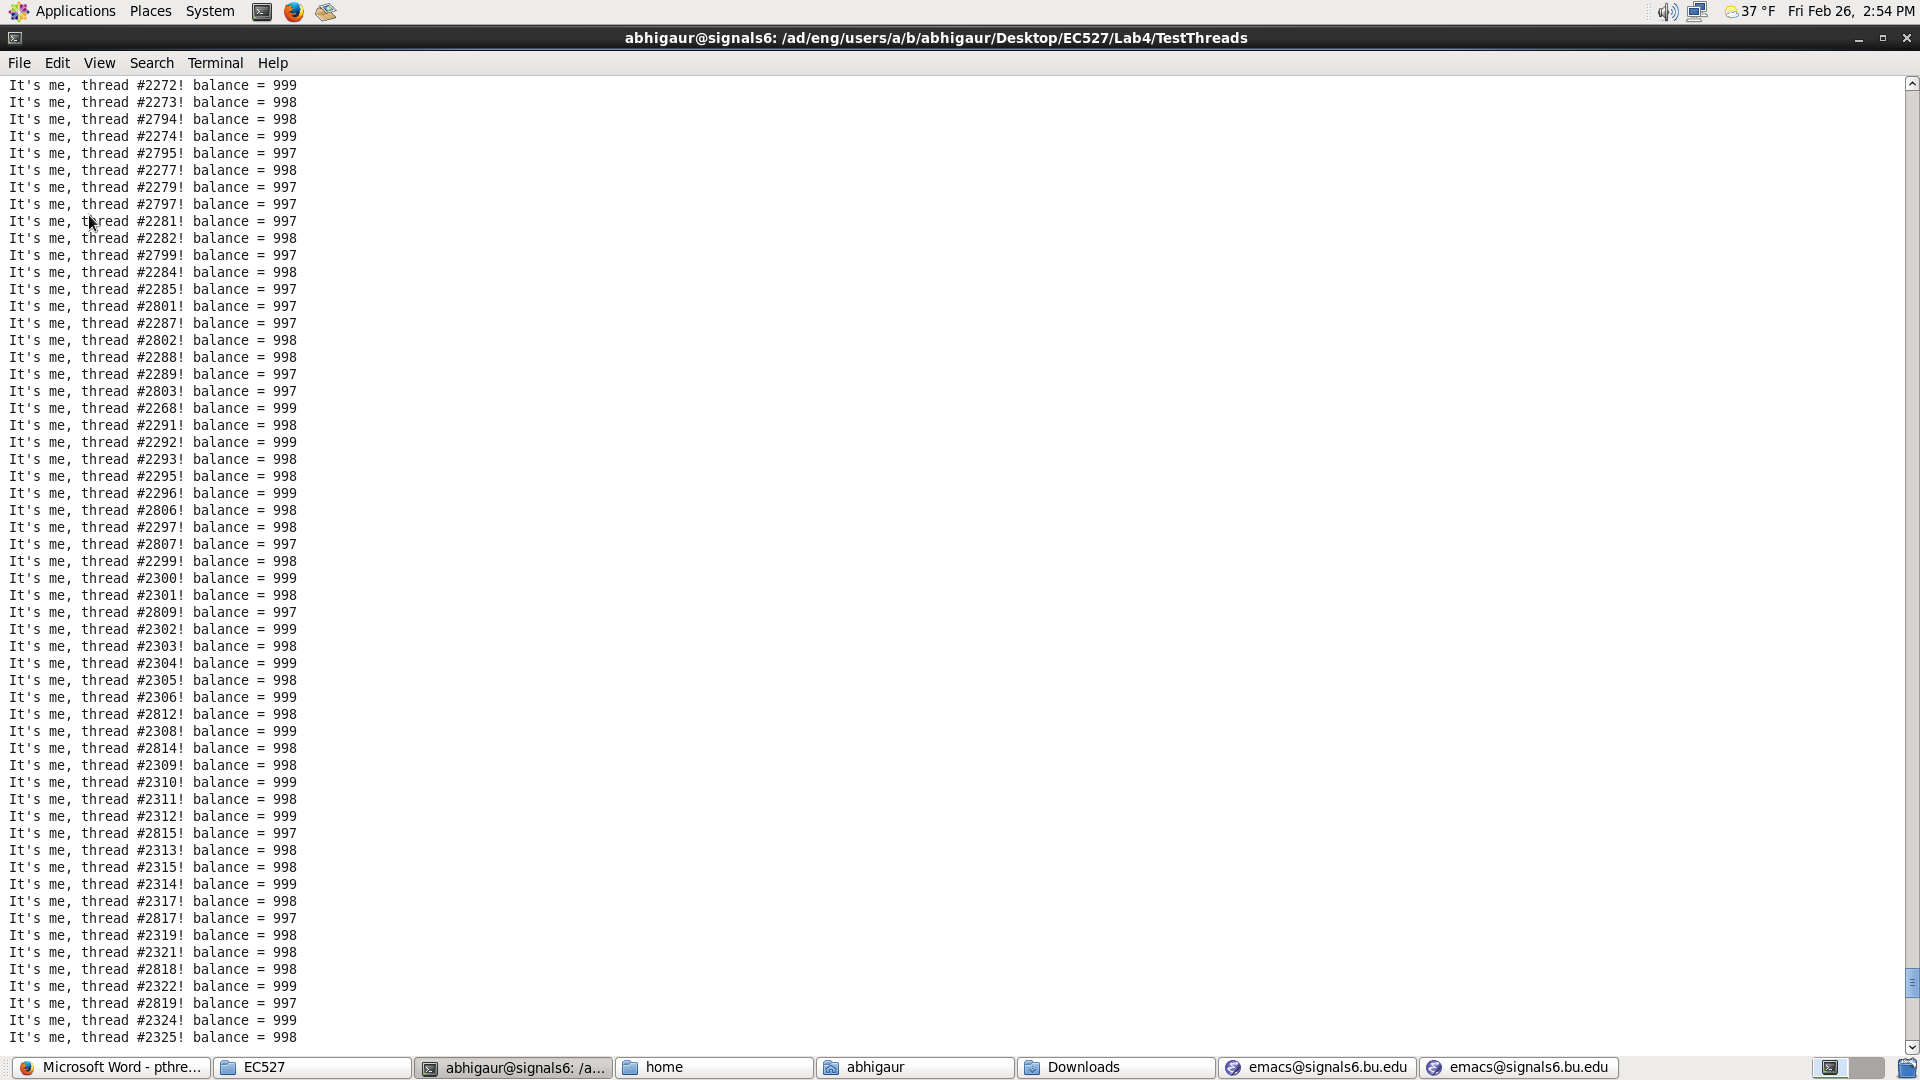 Applications Places System 37 °F Fri Feb 26, 2:54 PM
abhigaur@signals6: /ad/eng/users/a/b/abhigaur/Desktop/EC527/Lab4/TestThreads
File Edit View Search Terminal Help
It's me, thread #2272! balance = 999
It's me, thread #2273! balance = 998
It's me, thread #2794! balance = 998
It's me, thread #2274! balance = 999
It's me, thread #2795! balance = 997
It's me, thread #2277! balance = 998
It's me, thread #2279! balance = 997
It's me, thread #2797! balance = 997
It's me, thread #2281! balance = 997
It's me, thread #2282! balance = 998
It's me, thread #2799! balance = 997
It's me, thread #2284! balance = 998
It's me, thread #2285! balance = 997
It's me, thread #2801! balance = 997
It's me, thread #2287! balance = 997
It's me, thread #2802! balance = 998
It's me, thread #2288! balance = 998
It's me, thread #2289! balance = 997
It's me, thread #2803! balance = 997
It's me, thread #2268! balance = 999
It's me, thread #2291! balance = 998
It's me, thread #2292! balance = 999
It's me, thread #2293! balance = 998
It's me, thread #2295! balance = 998
It's me, thread #2296! balance = 999
It's me, thread #2806! balance = 998
It's me, thread #2297! balance = 998
It's me, thread #2807! balance = 997
It's me, thread #2299! balance = 998
It's me, thread #2300! balance = 999
It's me, thread #2301! balance = 998
It's me, thread #2809! balance = 997
It's me, thread #2302! balance = 999
It's me, thread #2303! balance = 998
It's me, thread #2304! balance = 999
It's me, thread #2305! balance = 998
It's me, thread #2306! balance = 999
It's me, thread #2812! balance = 998
It's me, thread #2308! balance = 999
It's me, thread #2814! balance = 998
It's me, thread #2309! balance = 998
It's me, thread #2310! balance = 999
It's me, thread #2311! balance = 998
It's me, thread #2312! balance = 999
It's me, thread #2815! balance = 997
It's me, thread #2313! balance = 998
It's me, thread #2315! balance = 998
It's me, thread #2314! balance = 999
It's me, thread #2317! balance = 998
It's me, thread #2817! balance = 997
It's me, thread #2319! balance = 998
It's me, thread #2321! balance = 998
It's me, thread #2818! balance = 998
It's me, thread #2322! balance = 999
It's me, thread #2819! balance = 997
It's me, thread #2324! balance = 999
It's me, thread #2325! balance = 998
Microsoft Word - pthre... EC527 abhigaur@signals6: /a... home abhigaur Downloads emacs@signals6.bu.edu emacs@signals6.bu.edu